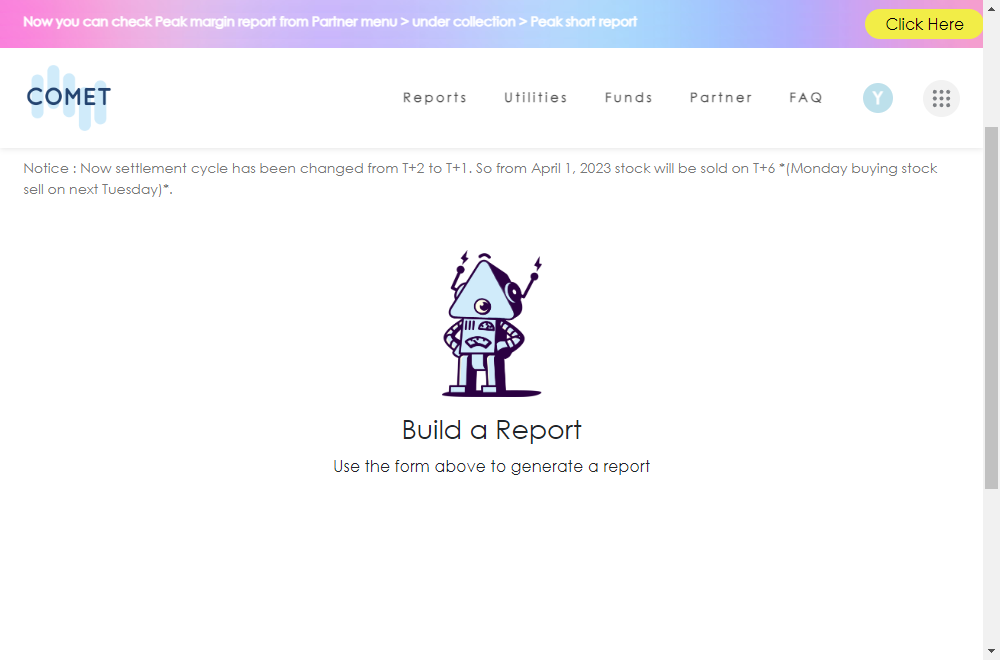 Now you can check Peak margin report from Partner menu > under collection > Peak short report
Click Here
COMET
Reports Utilities Funds Partner FAQ Y
Notice : Now settlement cycle has been changed from T+2 to T+1. So from April 1, 2023 stock will be sold on T+6 *(Monday buying stock
sell on next Tuesday)*.
Build a Report
Use the form above to generate a report